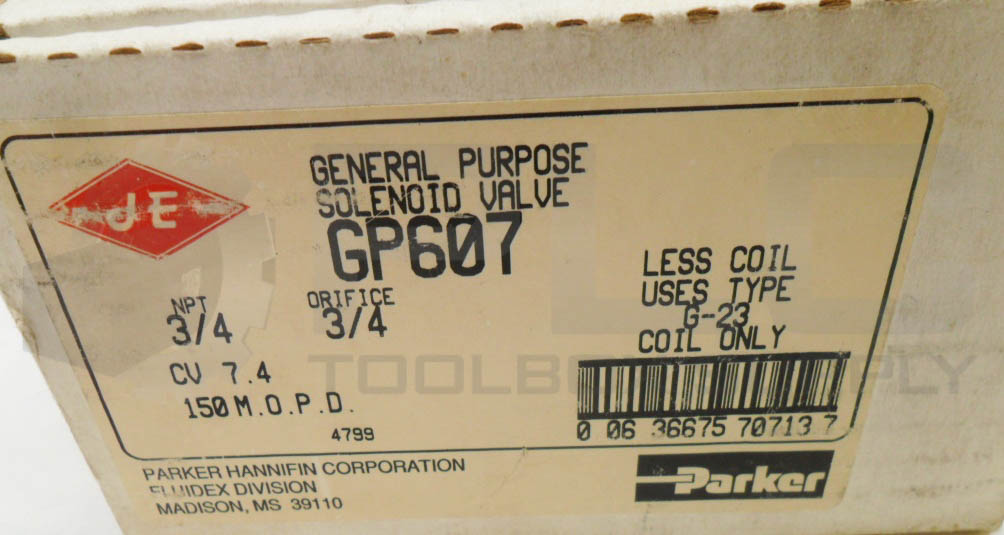 JE
GENERAL PURPOSE
SOLENOID VALVE
GP607
NPT
3/4
ORIFICE
3/4
CV 7.4
150 M.O.P.D.
4799
LESS COIL
USES TYPE
G-23
COIL ONLY
0 06 36675 70713 7
PARKER HANNIFIN CORPORATION
FLUIDEX DIVISION
MADISON, MS 39110
Parker